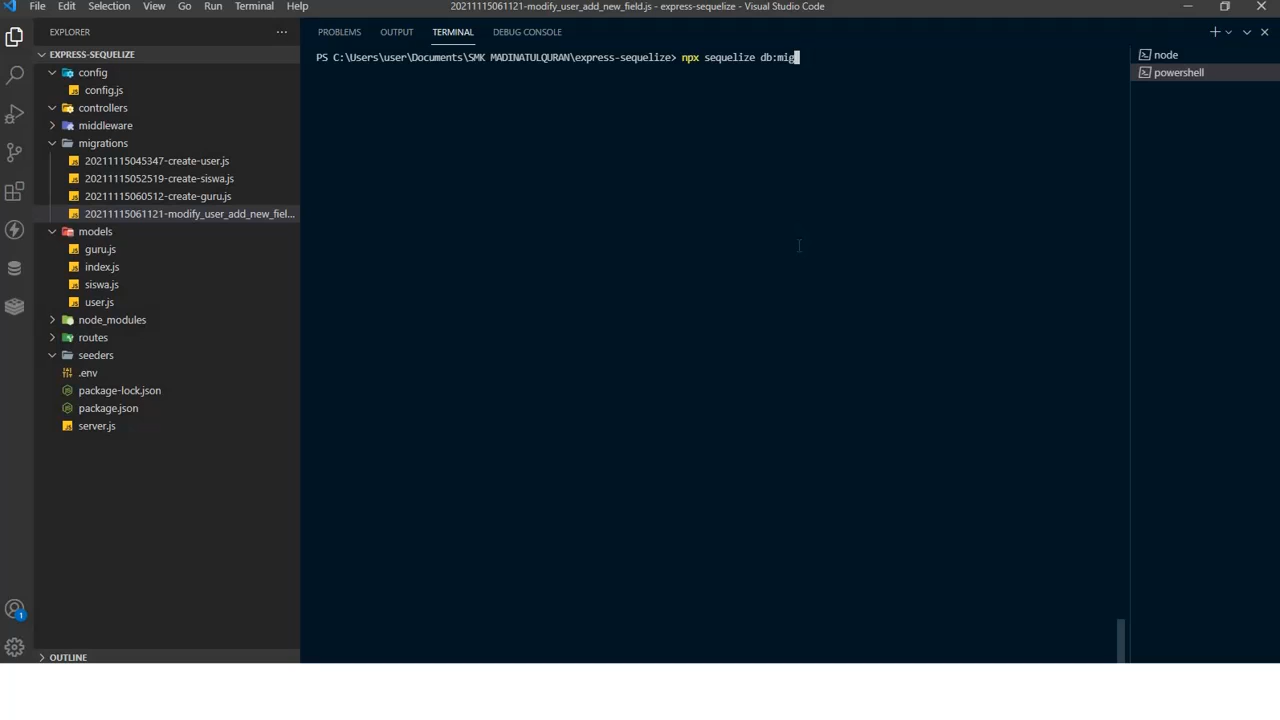 File Edit Selection View Go Run Terminal Help
20211115061121-modify_user_add_new_field.js - express-sequelize - Visual Studio Code
EXPLORER
EXPRESS-SEQUELIZE
config
config.js
controllers
middleware
migrations
20211115045347-create-user.js
20211115052519-create-siswa.js
20211115060512-create-guru.js
20211115061121-modify_user_add_new_fiel...
models
guru.js
index.js
siswa.js
user.js
node_modules
routes
seeders
.env
package-lock.json
package.json
server.js
OUTLINE
1
PROBLEMS OUTPUT TERMINAL DEBUG CONSOLE
PS C:\Users\user\Documents\SMK MADINATULQURAN\express-sequelize> npx sequelize db:mig
node
powershell